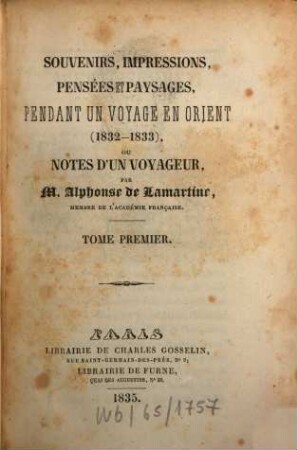 SOUVENIRS, IMPRESSIONS,
PENSÉES ET PAYSAGES,
PENDANT UN VOYAGE EN ORIENT
(1832-1833),
OU
NOTES D'UN VOYAGEUR,
PAR
M. Alphonse de Lamartine,
MEMBRE DE L'ACADÉMIE FRANÇAISE.
TOME PREMIER.
PARIS
LIBRAIRIE DE CHARLES GOSSELIN,
RUE SAINT-GERMAIN-DES-PRÉS, N° 9;
LIBRAIRIE DE FURNE,
QUAI DES AUGUSTINS, N° 39.
1835.
Wb/65/1757